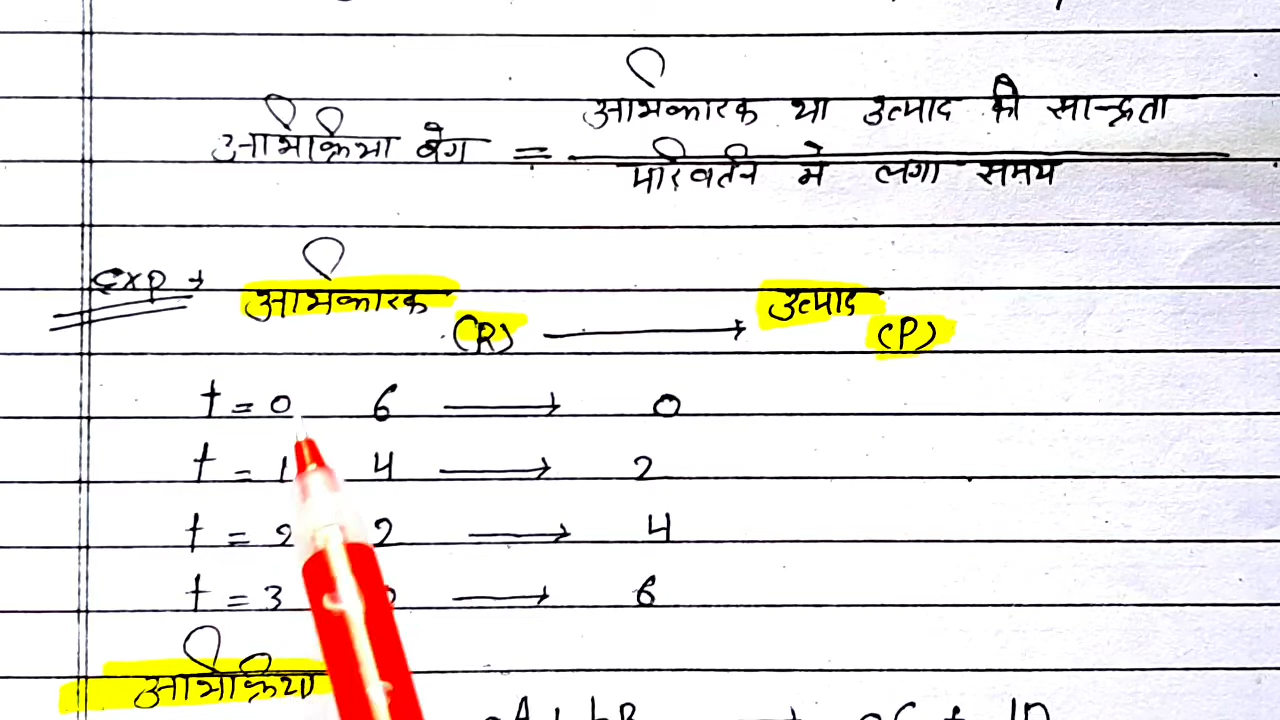 अभिकारक या उत्पाद की सान्द्रता
अभिक्रिया वेग =
परिवर्तन में लगा समय
Exp → अभिकारक (R) ⟶ उत्पाद (P)
t = 0 6 ⟶ 0
t = 1 4 ⟶ 2
t = 2 2 ⟶ 4
t = 3 ⟶ 6
अभिक्रिया